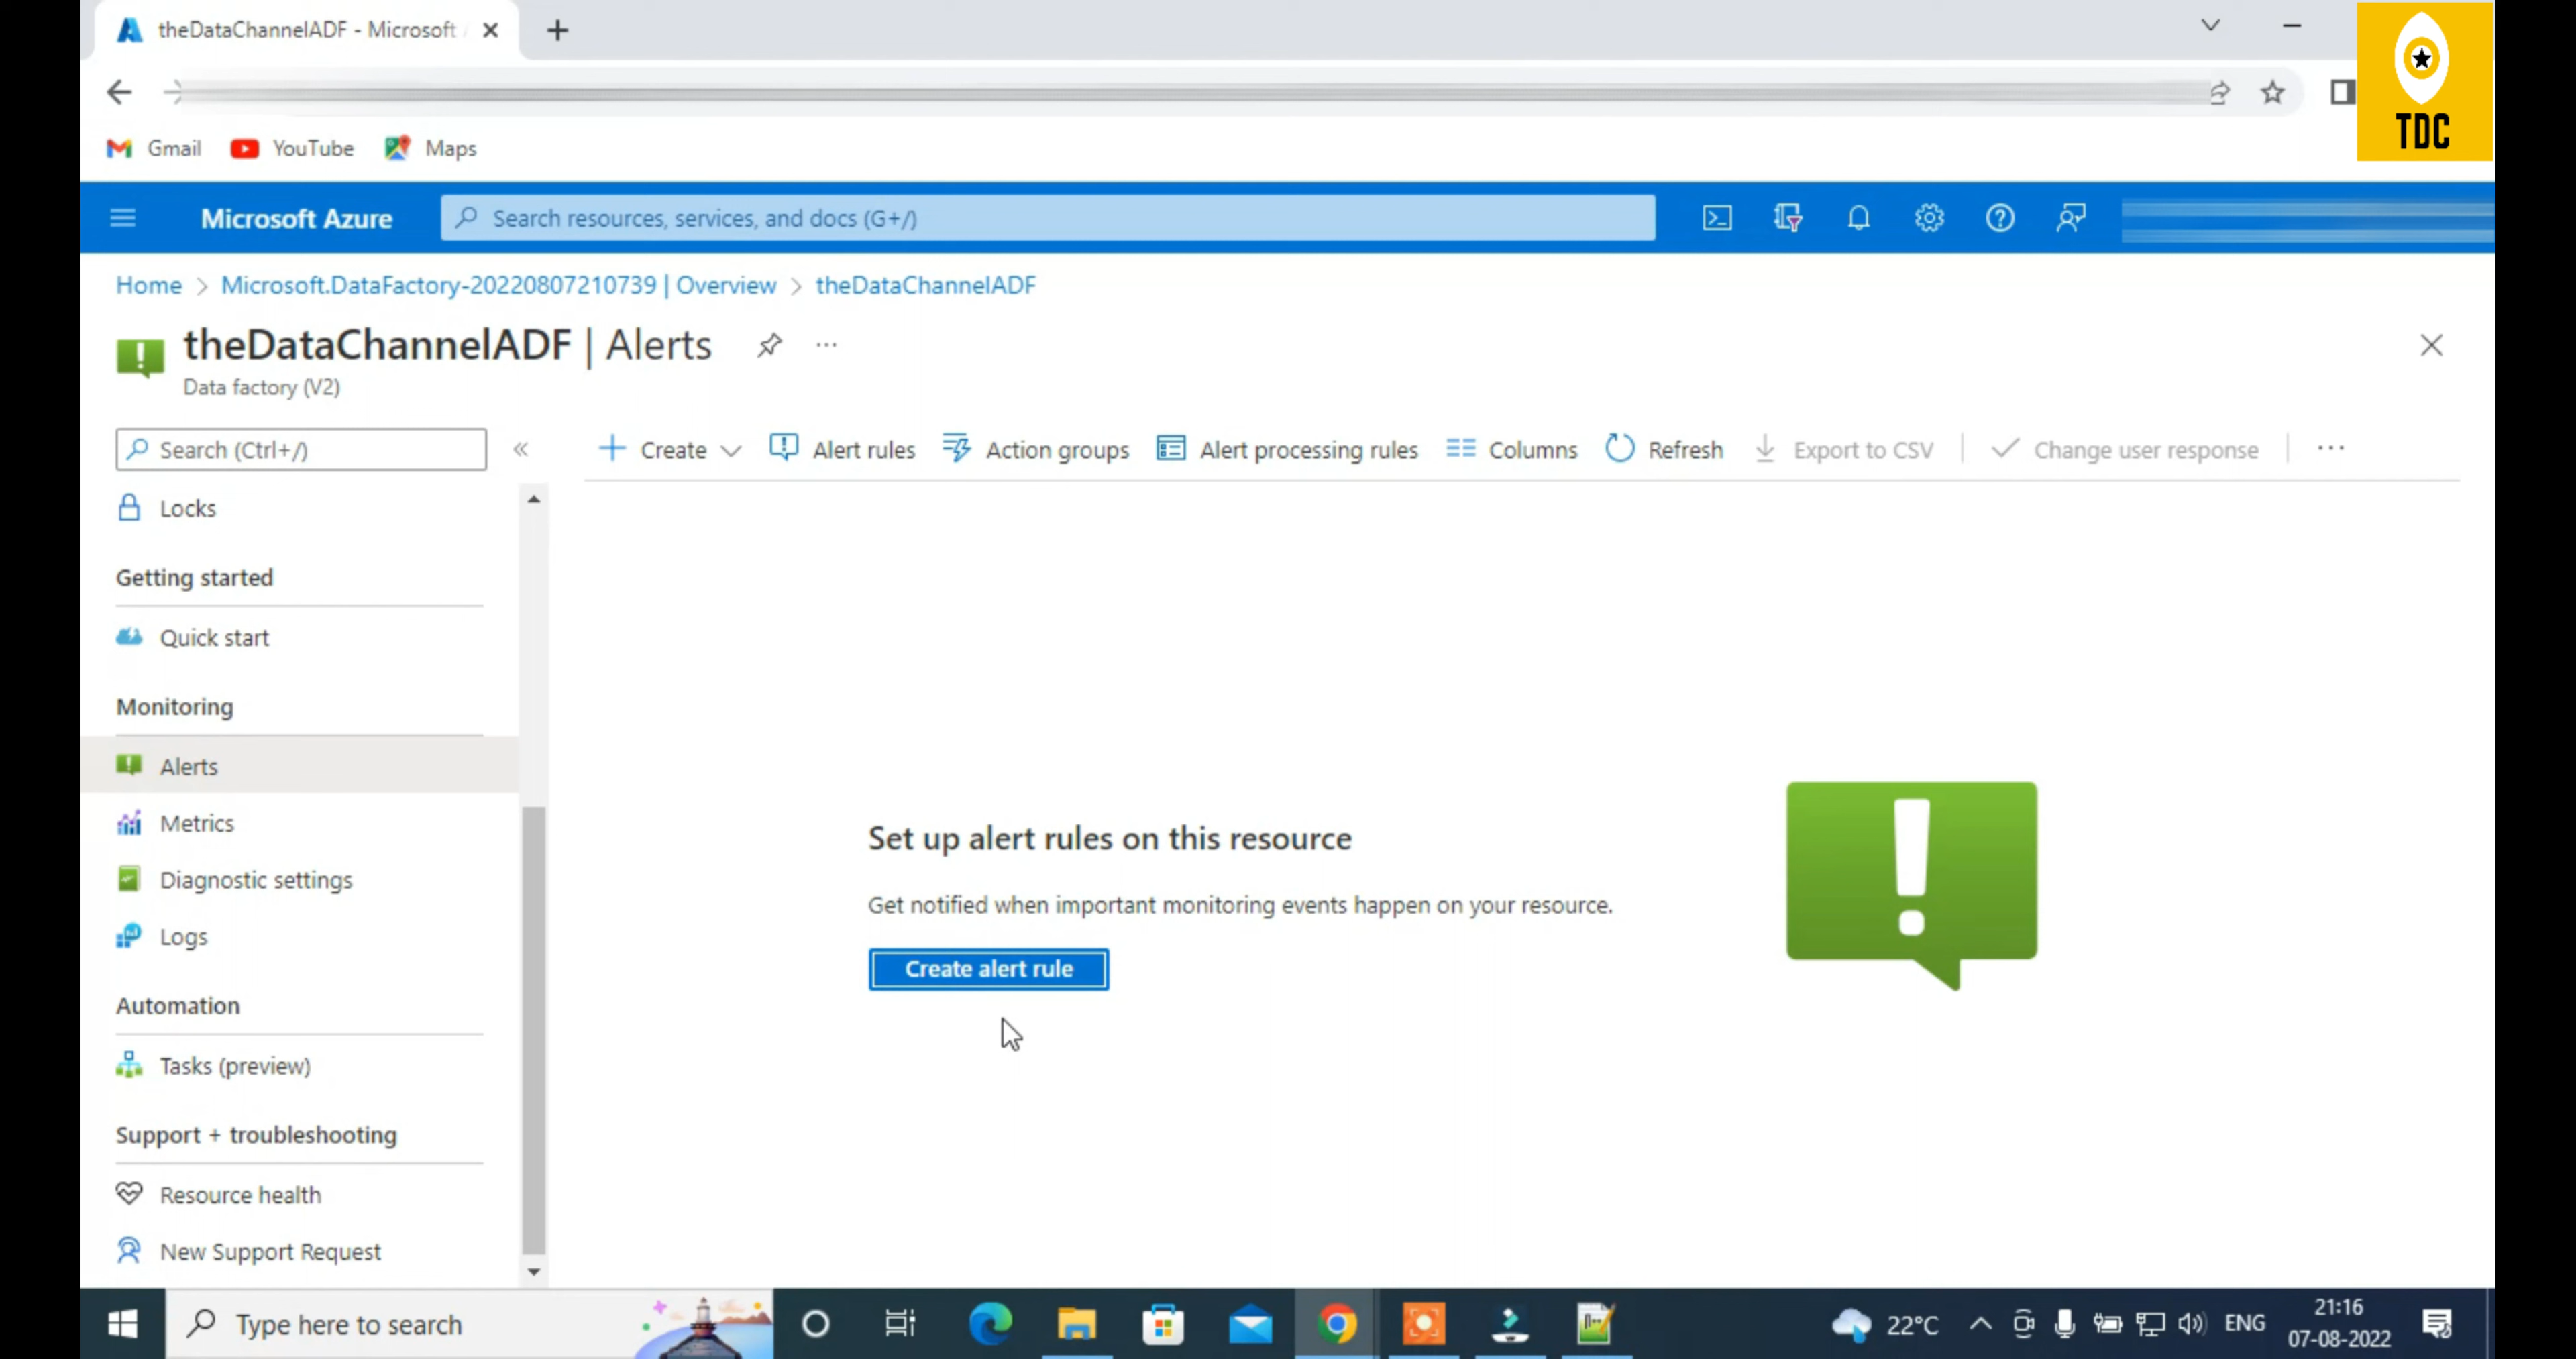 theDataChannelADF - Microsoft
TDC
Gmail YouTube Maps
Microsoft Azure Search resources, services, and docs (G+/)
Home > Microsoft.DataFactory-20220807210739 | Overview > theDataChannelADF
theDataChannelADF | Alerts ...
Data factory (V2)
Search (Ctrl+/) « + Create Alert rules Action groups Alert processing rules Columns Refresh Export to CSV Change user response ...
Locks
Getting started
Quick start
Monitoring
Alerts
Metrics
Diagnostic settings
Logs
Automation
Tasks (preview)
Support + troubleshooting
Resource health
New Support Request
Set up alert rules on this resource
Get notified when important monitoring events happen on your resource.
Create alert rule
Type here to search 22°C ENG 21:16
07-08-2022